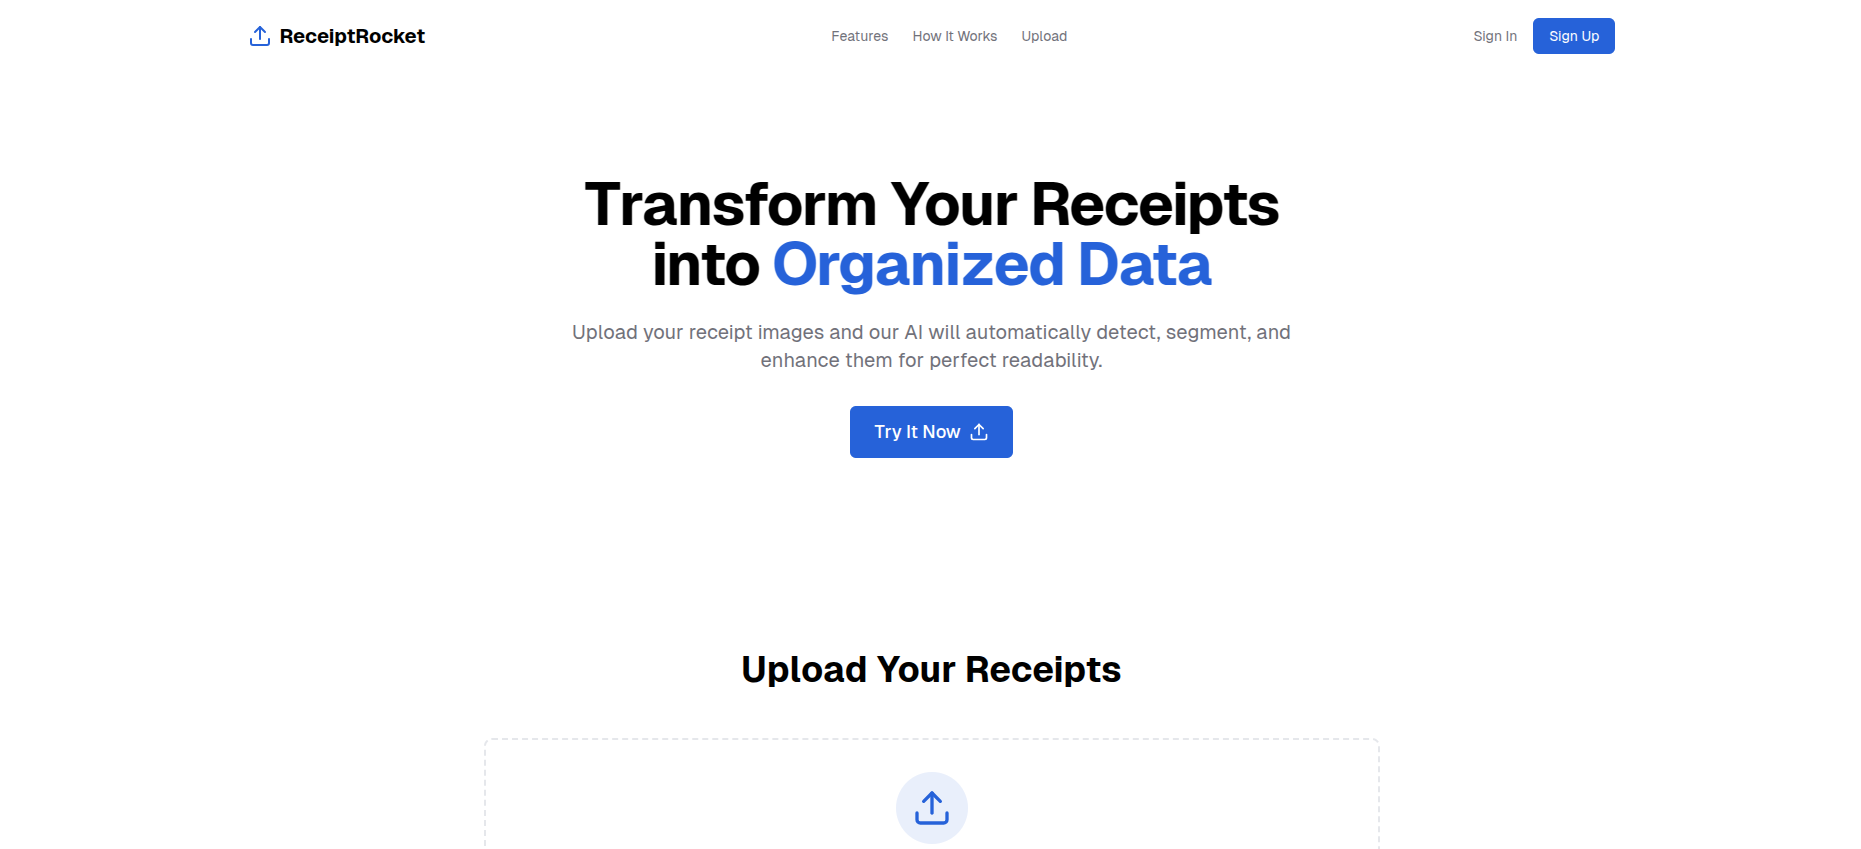 ReceiptRocket
Features
How It Works
Upload
Sign In
Sign Up
Transform Your Receipts
into Organized Data
Upload your receipt images and our AI will automatically detect, segment, and
enhance them for perfect readability.
Try It Now
Upload Your Receipts